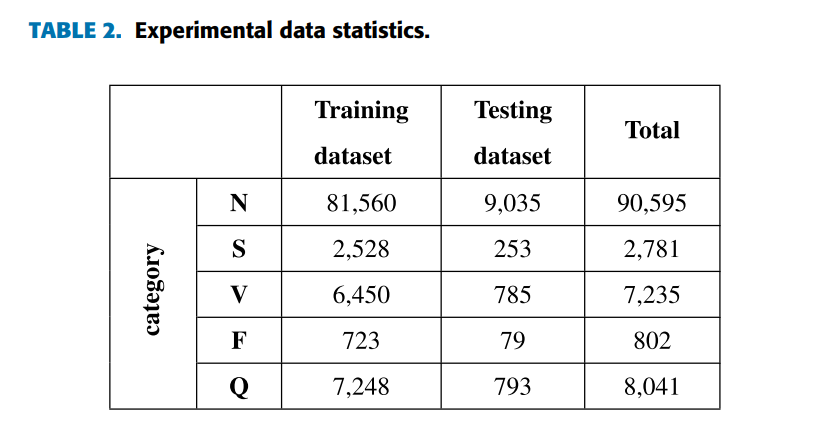 TABLE 2. Experimental data statistics.
Training dataset Testing dataset Total
category
N 81,560 9,035 90,595
S 2,528 253 2,781
V 6,450 785 7,235
F 723 79 802
Q 7,248 793 8,041